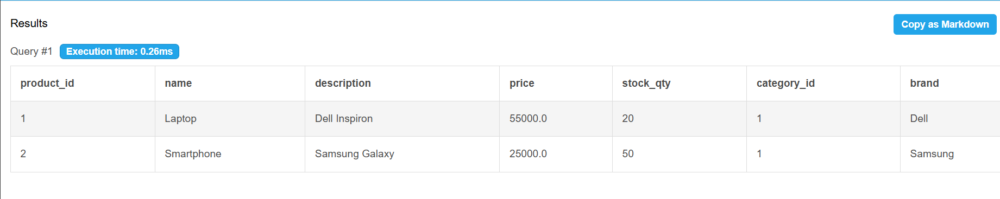 Results
Copy as Markdown
Query #1 Execution time: 0.26ms
product_id name description price stock_qty category_id brand
1 Laptop Dell Inspiron 55000.0 20 1 Dell
2 Smartphone Samsung Galaxy 25000.0 50 1 Samsung